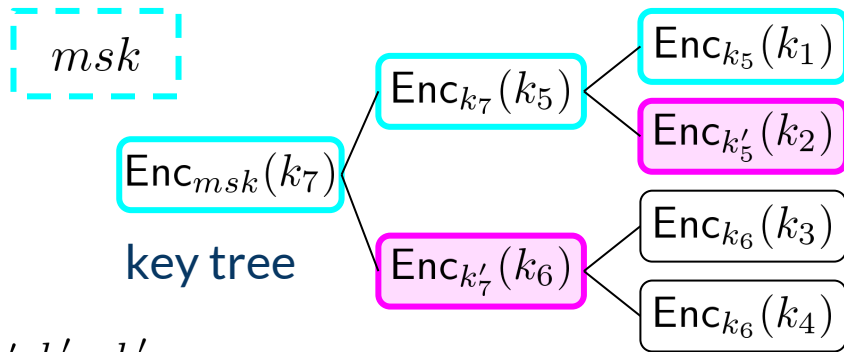 msk
Enc_{k_5}(k_1)
Enc_{k_7}(k_5)
Enc_{k'_5}(k_2)
Enc_{msk}(k_7)
Enc_{k_6}(k_3)
key tree
Enc_{k'_7}(k_6)
Enc_{k_6}(k_4)